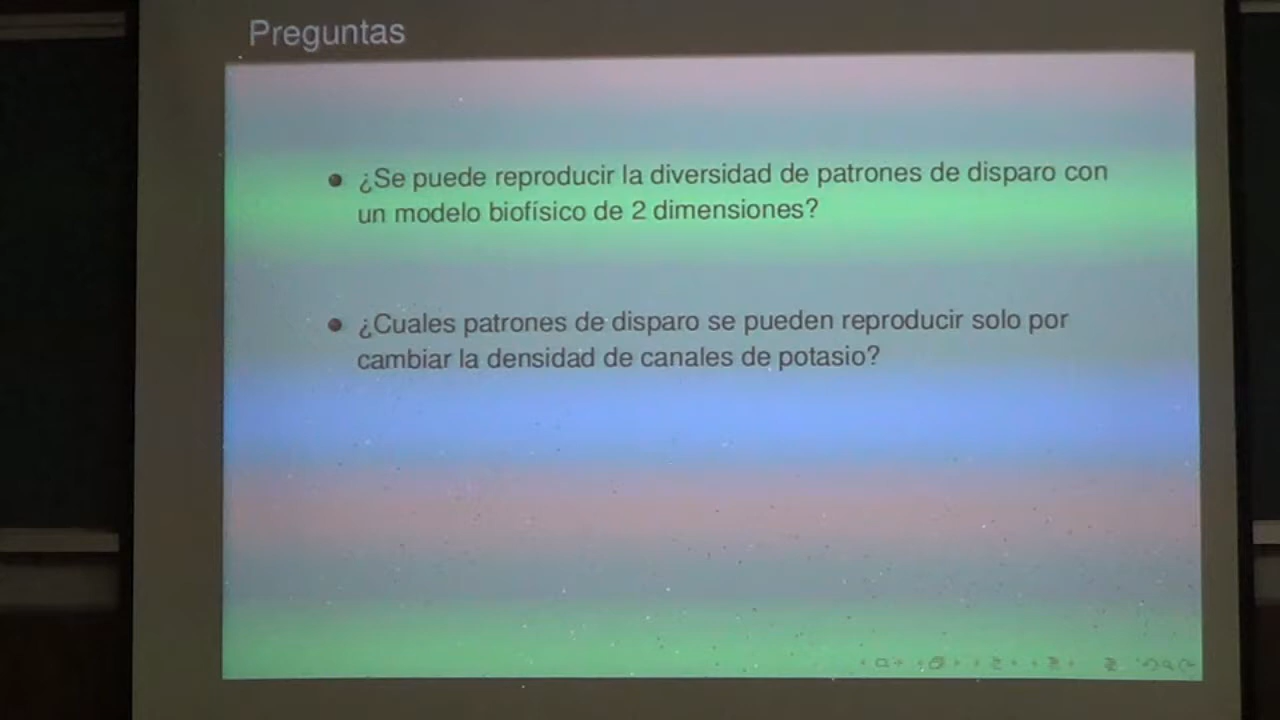 Preguntas
¿Se puede reproducir la diversidad de patrones de disparo con
un modelo biofísico de 2 dimensiones?
¿Cuales patrones de disparo se pueden reproducir solo por
cambiar la densidad de canales de potasio?